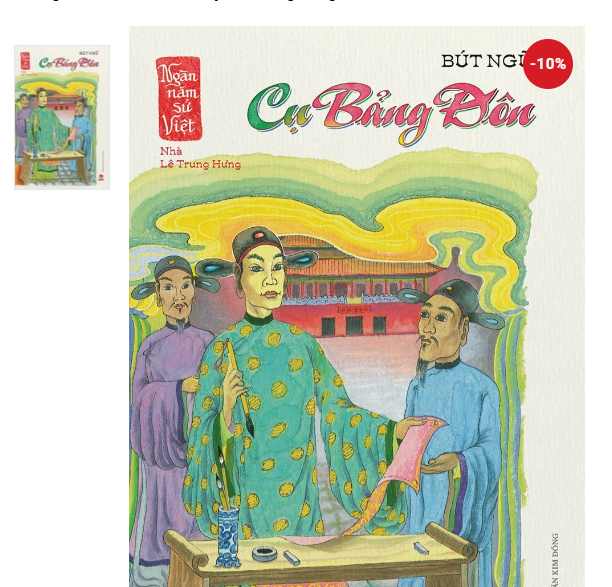 BÚT NGỮ
-10%
Ngàn
năm
sử
Việt
Cụ Bảng Đôn
Nhà
Lê Trung Hưng